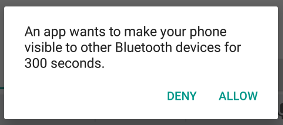 An app wants to make your phone
visible to other Bluetooth devices for
300 seconds.
DENY ALLOW